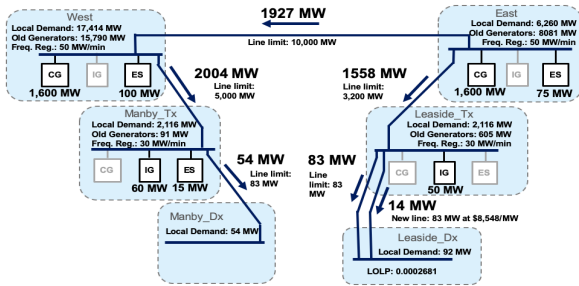 West
Local Demand: 17,414 MW
Old Generators: 15,790 MW
Freq. Reg.: 50 MW/min
CG
IG
ES
1,600 MW
100 MW
1927 MW
Line limit: 10,000 MW
East
Local Demand: 6,260 MW
Old Generators: 8081 MW
Freq. Reg.: 50 MW/min
CG
IG
ES
1,600 MW
75 MW
2004 MW
Line limit:
5,000 MW
1558 MW
Line limit:
3,200 MW
Manby_Tx
Local Demand: 2,116 MW
Old Generators: 91 MW
Freq. Reg.: 30 MW/min
CG
IG
ES
60 MW
15 MW
54 MW
Line limit:
83 MW
Manby_Dx
Local Demand: 54 MW
Leaside_Tx
Local Demand: 2,116 MW
Old Generators: 605 MW
Freq. Reg.: 30 MW/min
CG
IG
ES
50 MW
83 MW
Line
limit: 83
MW
14 MW
New line: 83 MW at $8,548/MW
Leaside_Dx
Local Demand: 92 MW
LOLP: 0.0002681